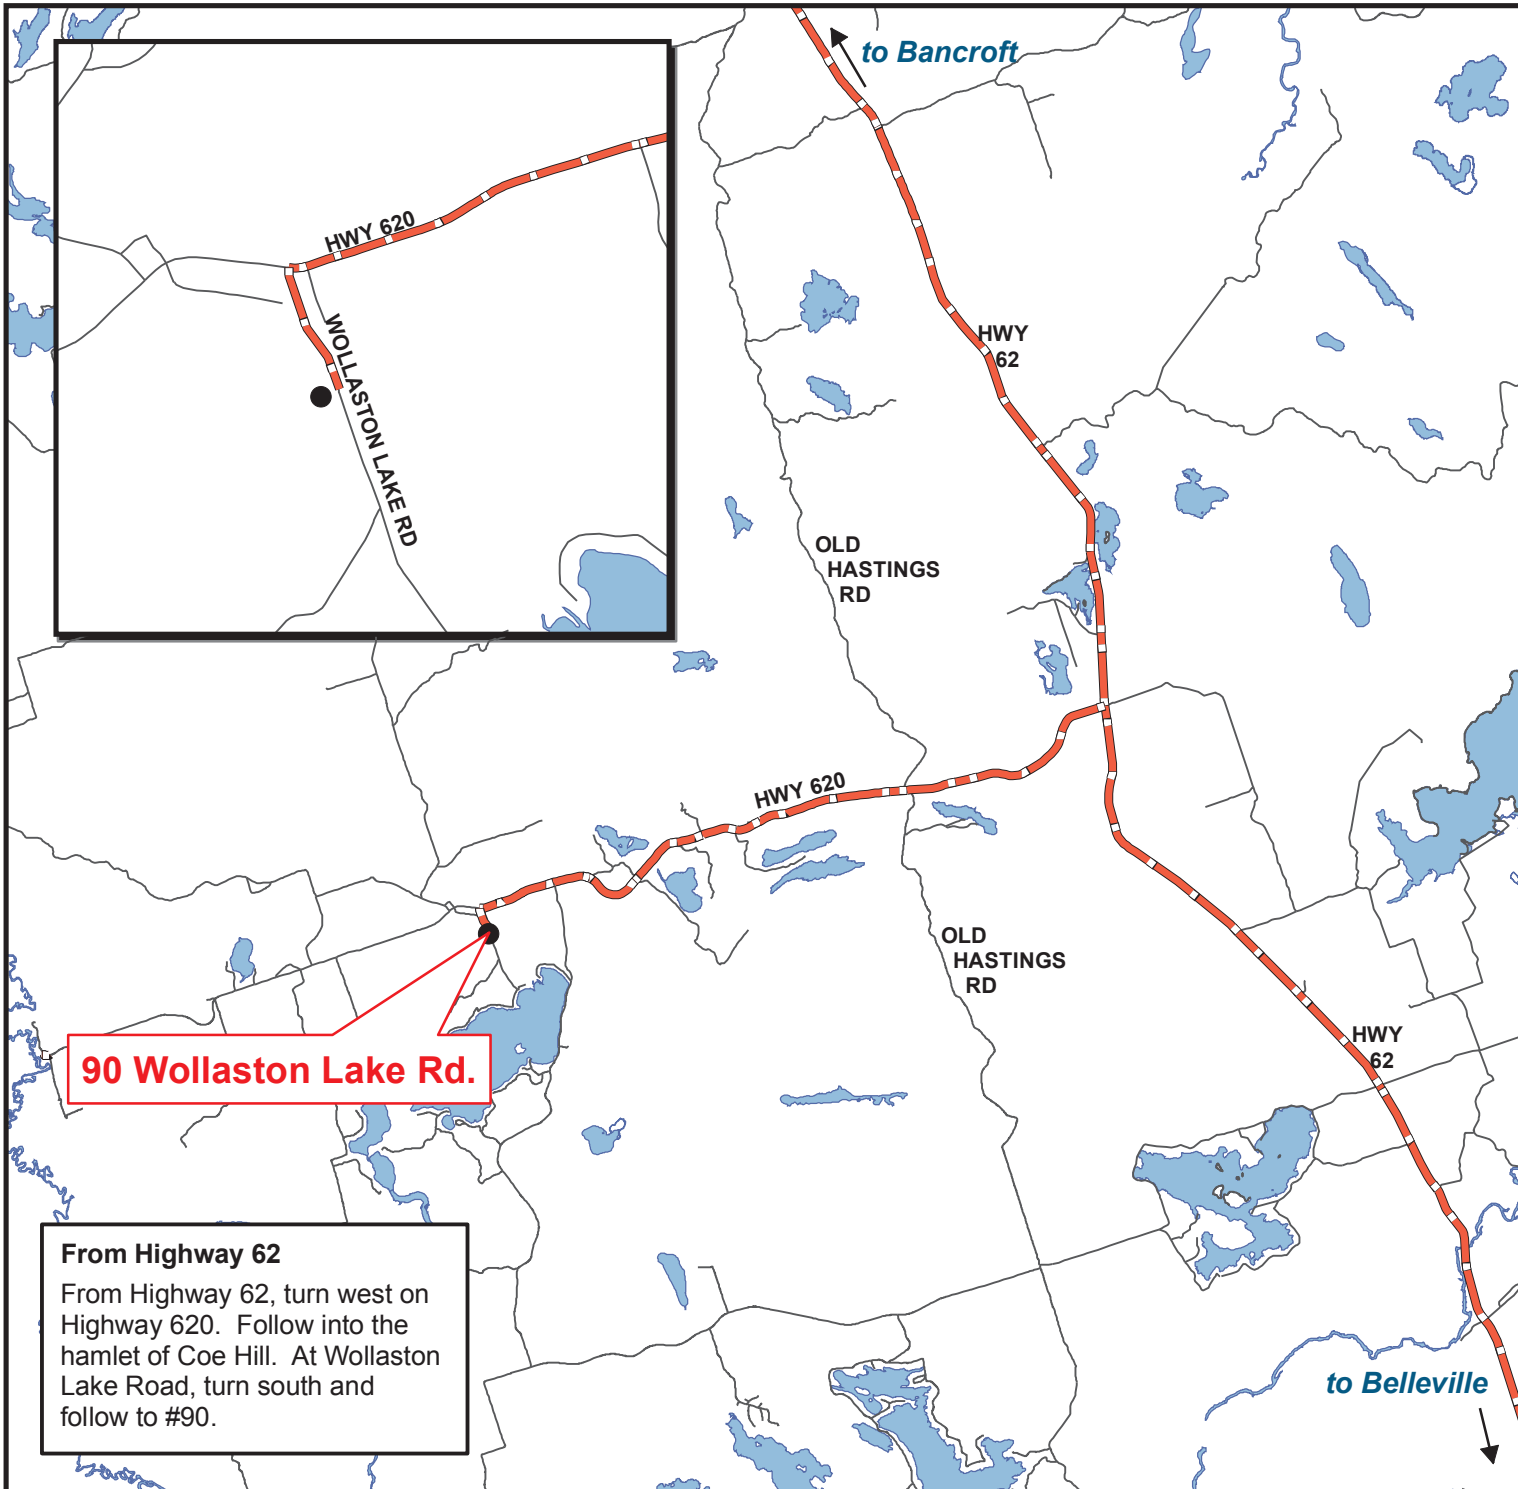 to Bancroft
HWY 620
WOLLASTON LAKE RD
HWY
62
OLD
HASTINGS
RD
HWY 620
OLD
HASTINGS
RD
HWY
62
90 Wollaston Lake Rd.
From Highway 62
From Highway 62, turn west on
Highway 620. Follow into the
hamlet of Coe Hill. At Wollaston
Lake Road, turn south and
follow to #90.
to Belleville